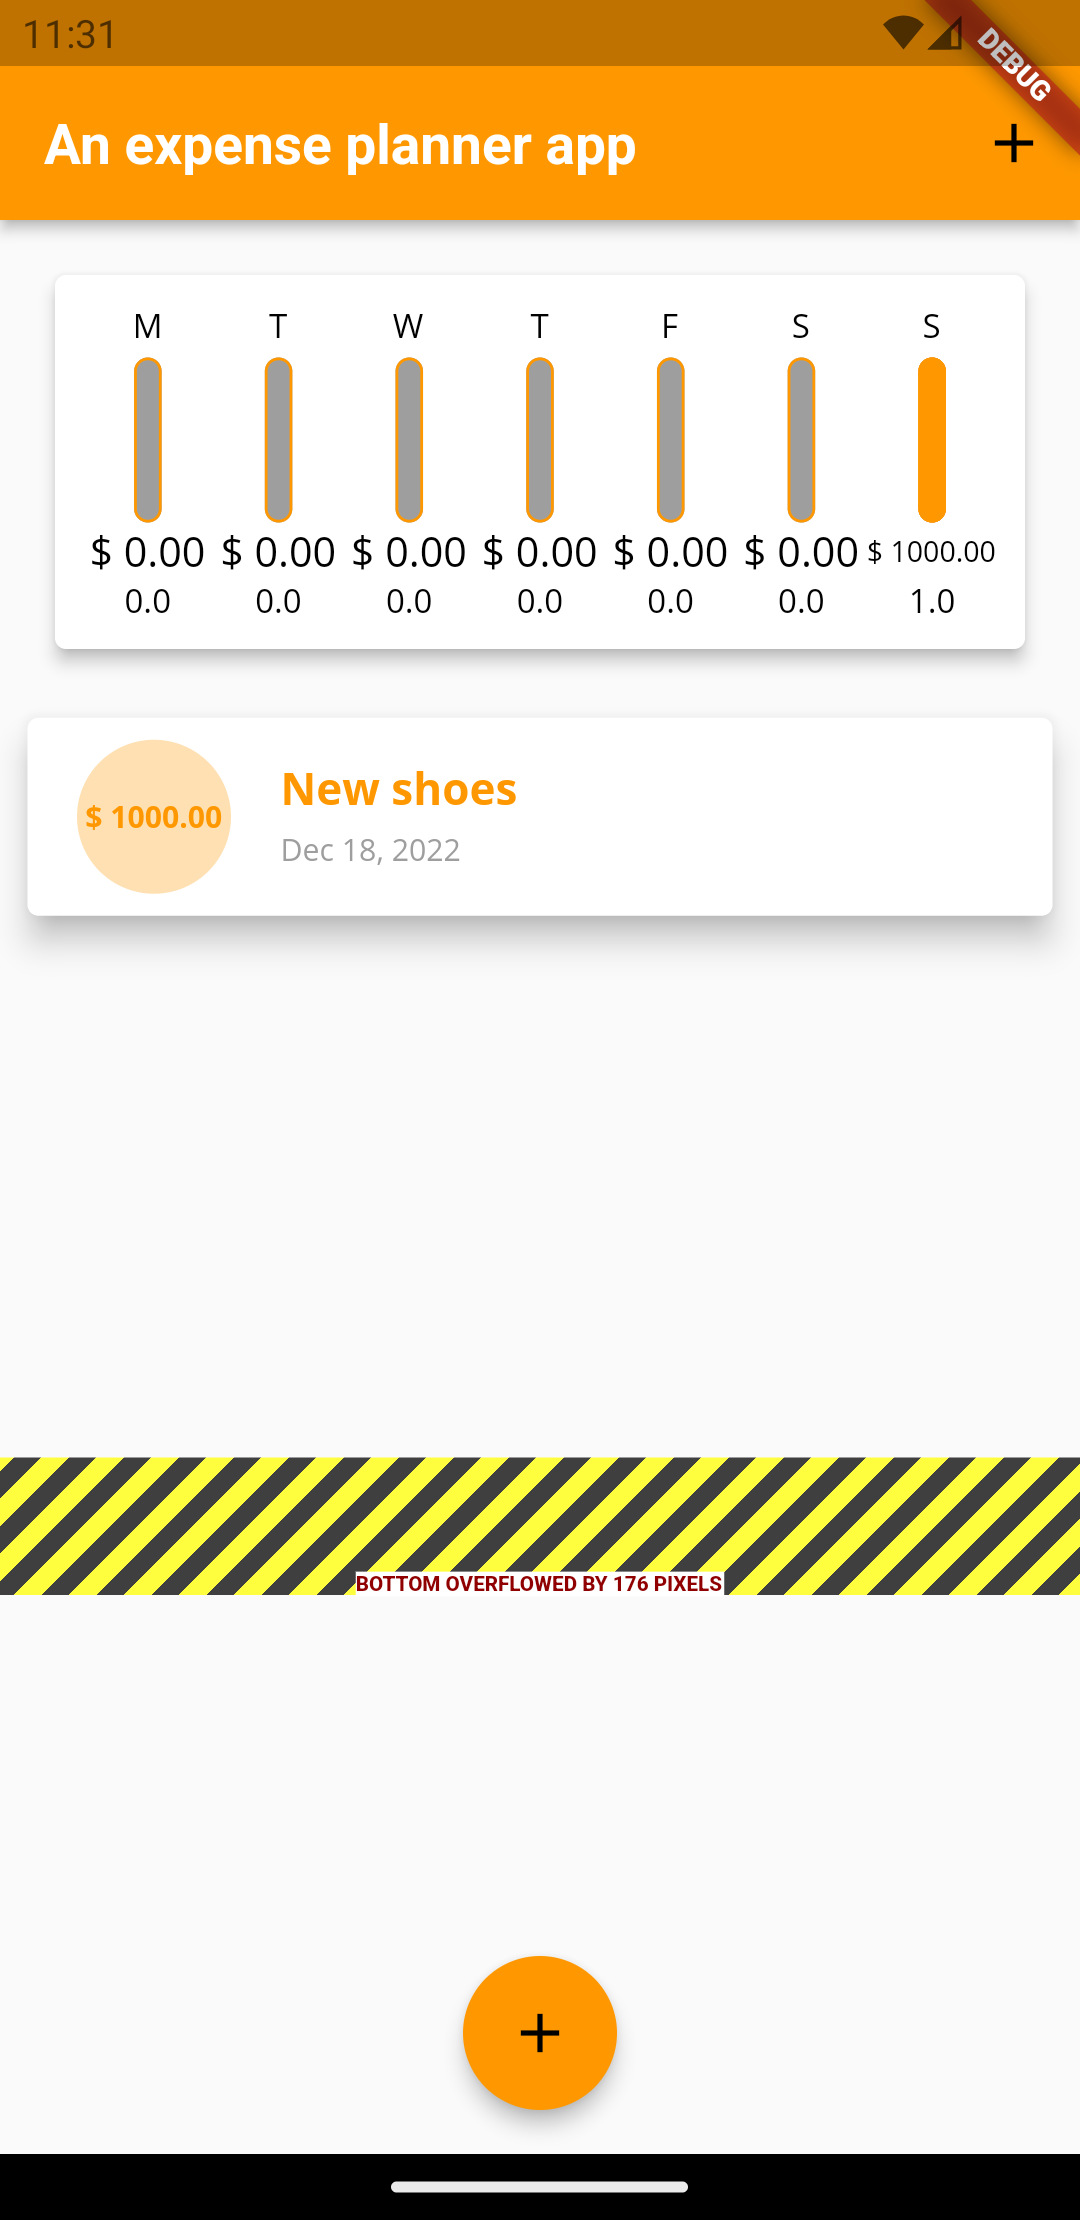 11:31
DEBUG
An expense planner app
M T W T F S S
$ 0.00 $ 0.00 $ 0.00 $ 0.00 $ 0.00 $ 0.00 $ 1000.00
0.0 0.0 0.0 0.0 0.0 0.0 1.0
$ 1000.00
New shoes
Dec 18, 2022
BOTTOM OVERFLOWED BY 176 PIXELS